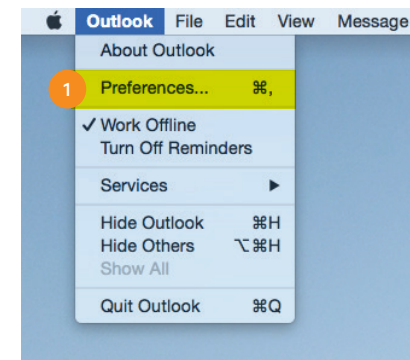 Outlook File Edit View Message
About Outlook
1 Preferences... ⌘,
✓ Work Offline
Turn Off Reminders
Services ▶
Hide Outlook ⌘H
Hide Others ⌥⌘H
Show All
Quit Outlook ⌘Q